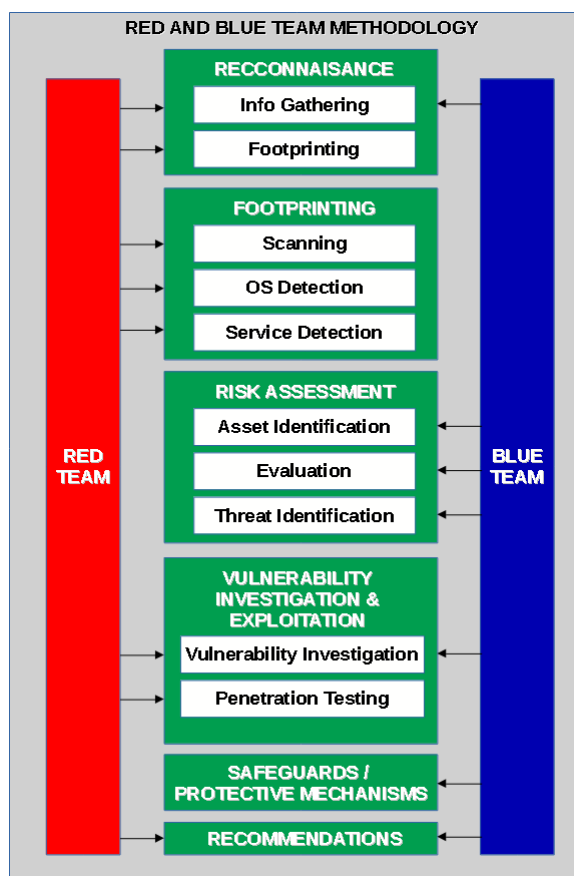 RED AND BLUE TEAM METHODOLOGY
RECCONNAISANCE
Info Gathering
Footprinting
FOOTPRINTING
Scanning
OS Detection
Service Detection
RISK ASSESSMENT
Asset Identification
Evaluation
Threat Identification
RED
TEAM
BLUE
TEAM
VULNERABILITY
INVESTIGATION &
EXPLOITATION
Vulnerability Investigation
Penetration Testing
SAFEGUARDS /
PROTECTIVE MECHANISMS
RECOMMENDATIONS